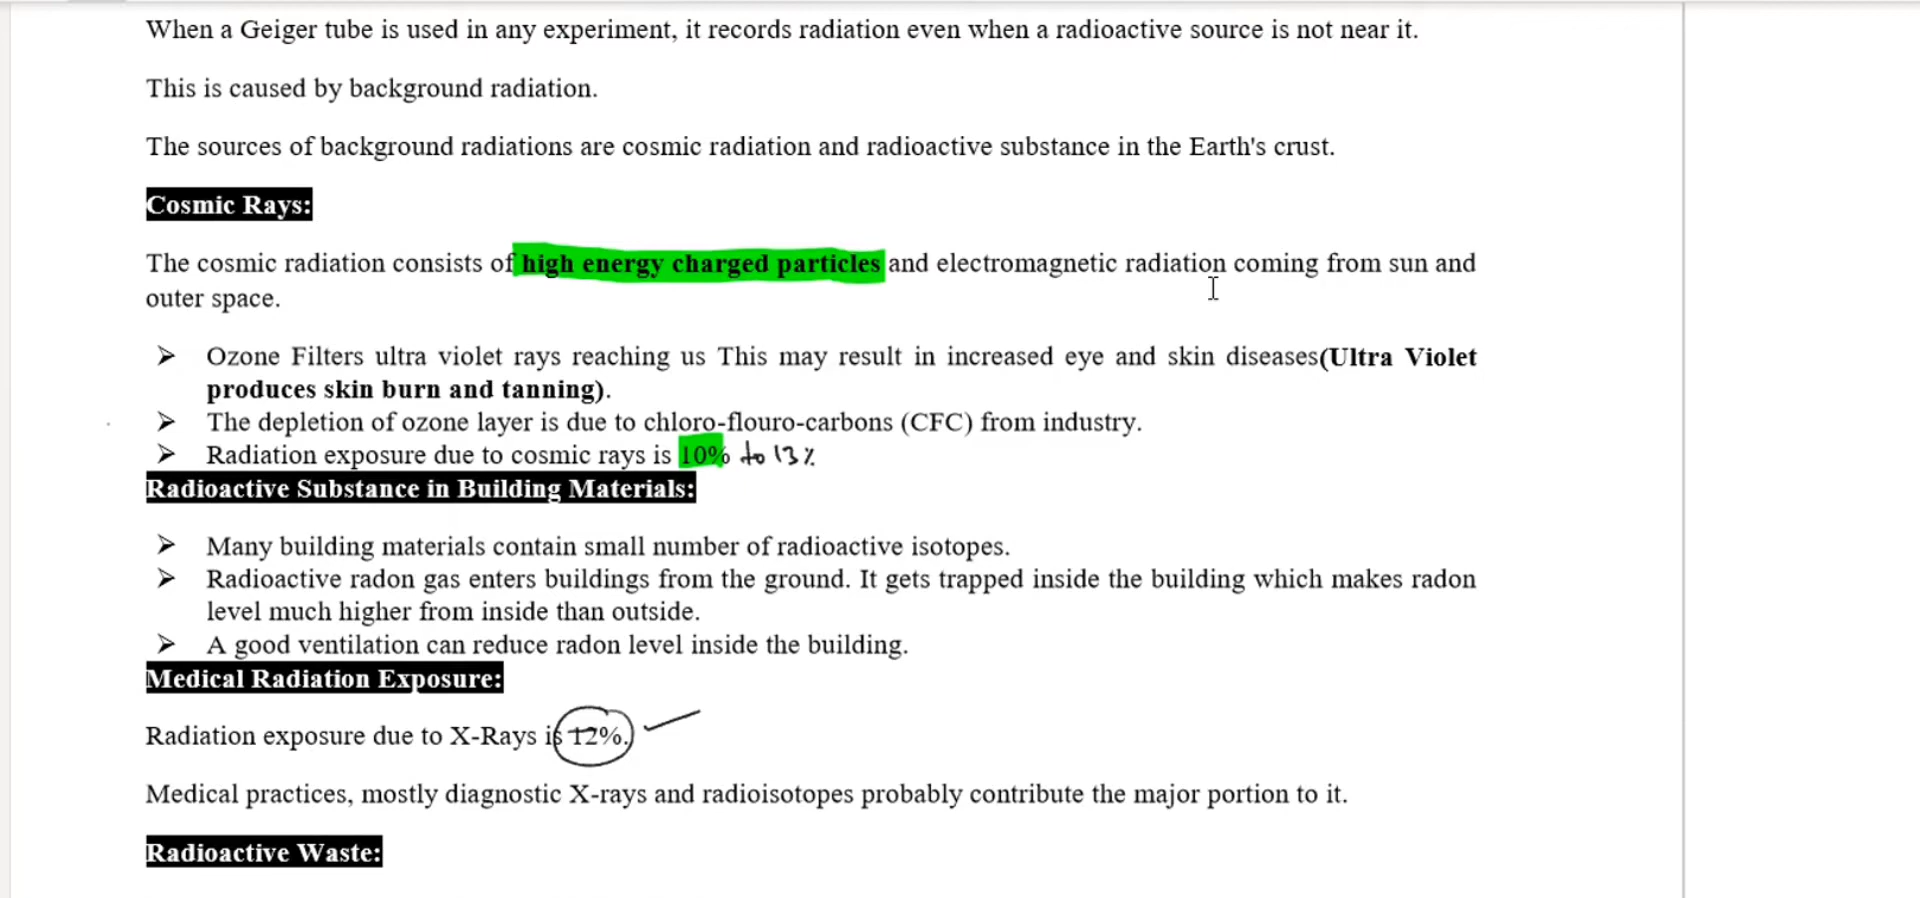 When a Geiger tube is used in any experiment, it records radiation even when a radioactive source is not near it.
This is caused by background radiation.
The sources of background radiations are cosmic radiation and radioactive substance in the Earth's crust.
Cosmic Rays:
The cosmic radiation consists of high energy charged particles and electromagnetic radiation coming from sun and
outer space.
➢ Ozone Filters ultra violet rays reaching us This may result in increased eye and skin diseases(Ultra Violet
produces skin burn and tanning).
➢ The depletion of ozone layer is due to chloro-flouro-carbons (CFC) from industry.
➢ Radiation exposure due to cosmic rays is 10% to 13%
Radioactive Substance in Building Materials:
➢ Many building materials contain small number of radioactive isotopes.
➢ Radioactive radon gas enters buildings from the ground. It gets trapped inside the building which makes radon
level much higher from inside than outside.
➢ A good ventilation can reduce radon level inside the building.
Medical Radiation Exposure:
Radiation exposure due to X-Rays is 12%.
Medical practices, mostly diagnostic X-rays and radioisotopes probably contribute the major portion to it.
Radioactive Waste: